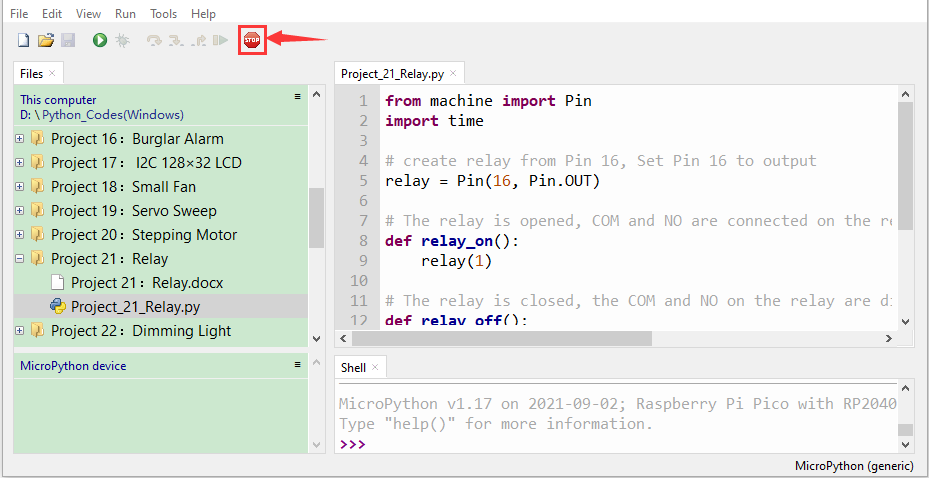 File Edit View Run Tools Help
STOP
Files
Project_21_Relay.py
This computer
D: \ Python_Codes(Windows)
Project 16：Burglar Alarm
Project 17： I2C 128×32 LCD
Project 18：Small Fan
Project 19：Servo Sweep
Project 20：Stepping Motor
Project 21：Relay
Project 21：Relay.docx
Project_21_Relay.py
Project 22：Dimming Light
MicroPython device
1 from machine import Pin
2 import time
3
4 # create relay from Pin 16, Set Pin 16 to output
5 relay = Pin(16, Pin.OUT)
6
7 # The relay is opened, COM and NO are connected on the re
8 def relay_on():
9 relay(1)
10
11 # The relay is closed, the COM and NO on the relay are di
12 def relay_off():
Shell
MicroPython v1.17 on 2021-09-02; Raspberry Pi Pico with RP2040
Type "help()" for more information.
>>>
MicroPython (generic)